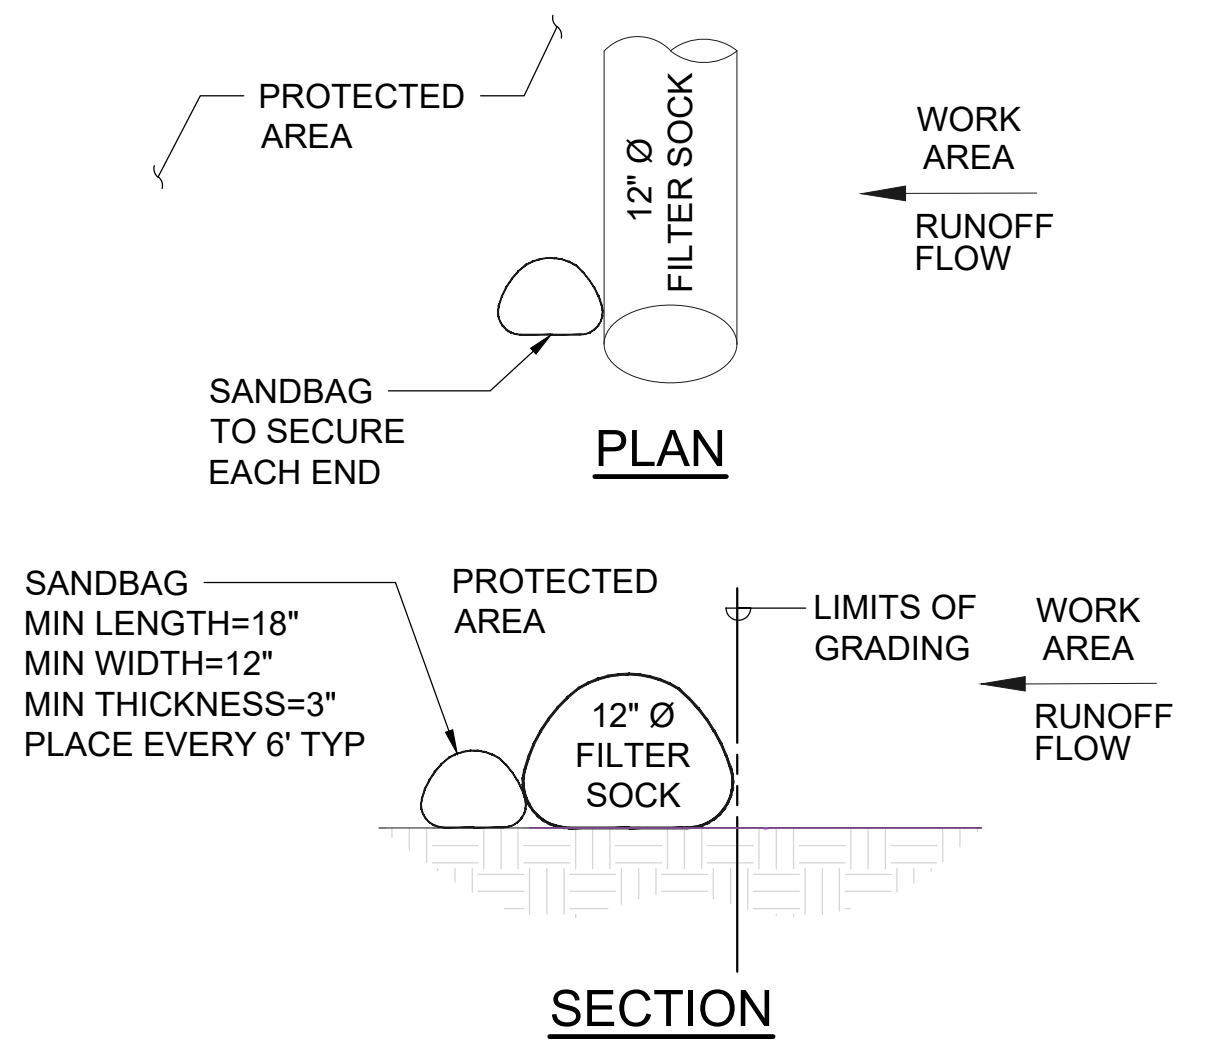 PROTECTED
AREA
12" Ø
FILTER SOCK
WORK
AREA
RUNOFF
FLOW
SANDBAG
TO SECURE
EACH END
PLAN
SANDBAG
MIN LENGTH=18"
MIN WIDTH=12"
MIN THICKNESS=3"
PLACE EVERY 6' TYP
PROTECTED
AREA
12" Ø
FILTER
SOCK
LIMITS OF
GRADING
WORK
AREA
RUNOFF
FLOW
SECTION